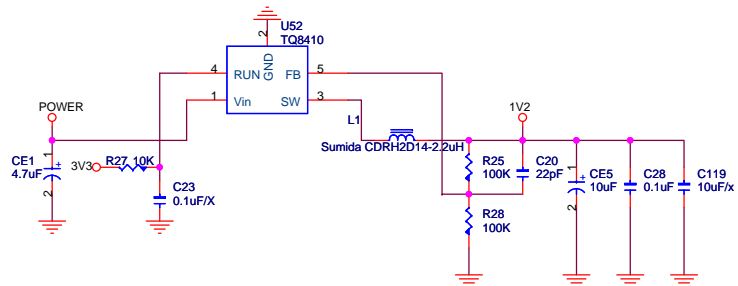 U52
TQ8410
2
GND
4
RUN
FB
5
1
Vin
SW
3
POWER
1V2
L1
Sumida CDRH2D14-2.2uH
1
CE1
4.7uF
+
2
3V3
R27 10K
C23
0.1uF/X
R25
100K
C20
22pF
1
CE5
10uF
+
2
C28
0.1uF
C119
10uF/x
R28
100K